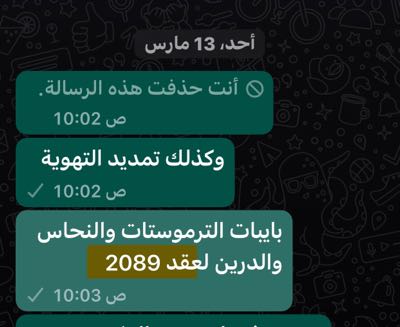 أحد، 13 مارس
أنت حذفت هذه الرسالة.
10:02 ص
وكذلك تمديد التهوية
10:02 ص
بايبات الترموستات والنحاس
والدرين لعقد 2089
10:03 ص